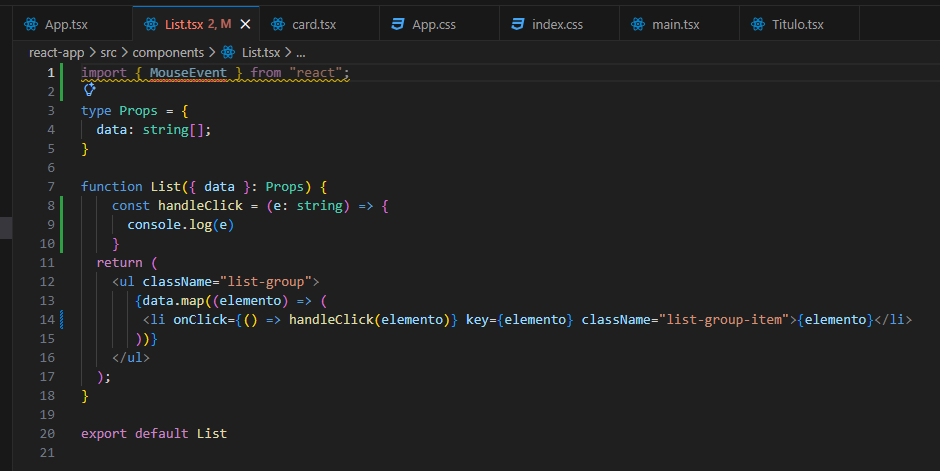 App.tsx List.tsx 2, M card.tsx App.css index.css main.tsx Titulo.tsx
react-app > src > components > List.tsx > ...
1 import { MouseEvent } from "react";
2
3 type Props = {
4   data: string[];
5 }
6
7 function List({ data }: Props) {
8     const handleClick = (e: string) => {
9       console.log(e)
10     }
11   return (
12     <ul className="list-group">
13        {data.map((elemento) => (
14         <li onClick={() => handleClick(elemento)} key={elemento} className="list-group-item">{elemento}</li>
15        ))}
16     </ul>
17   );
18 }
19
20 export default List
21